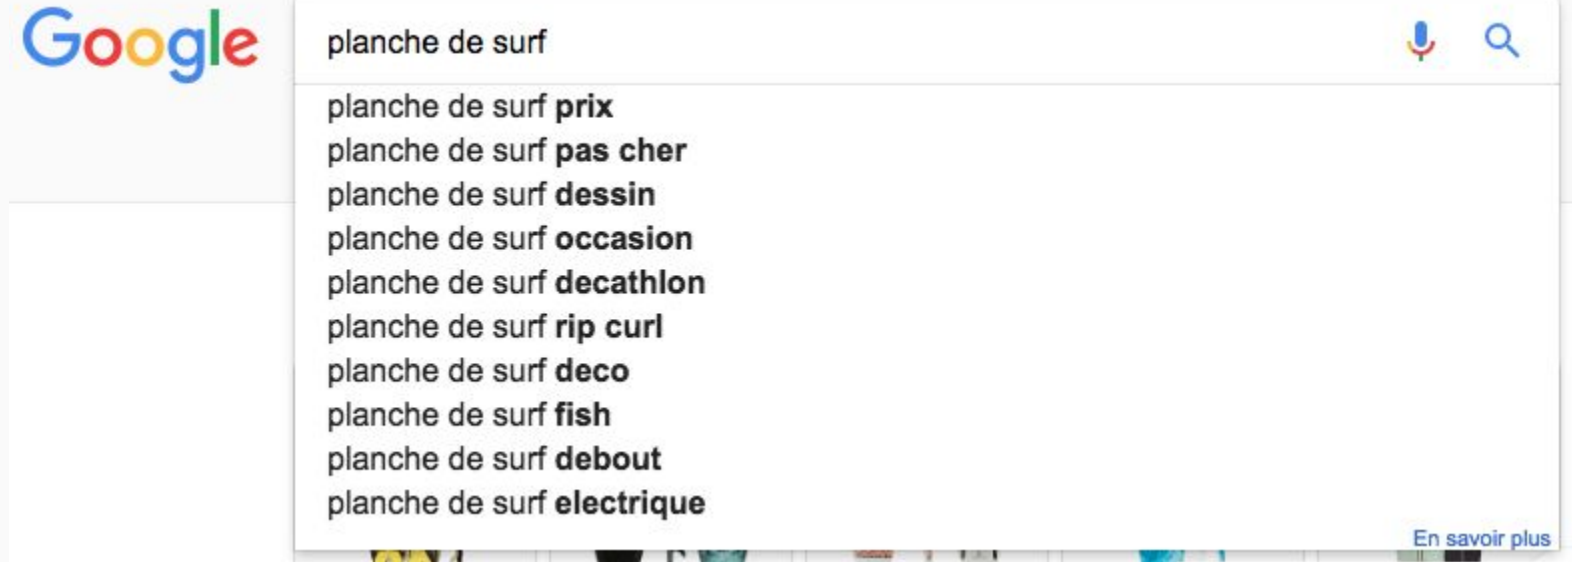 Google
planche de surf
planche de surf prix
planche de surf pas cher
planche de surf dessin
planche de surf occasion
planche de surf decathlon
planche de surf rip curl
planche de surf deco
planche de surf fish
planche de surf debout
planche de surf electrique
En savoir plus